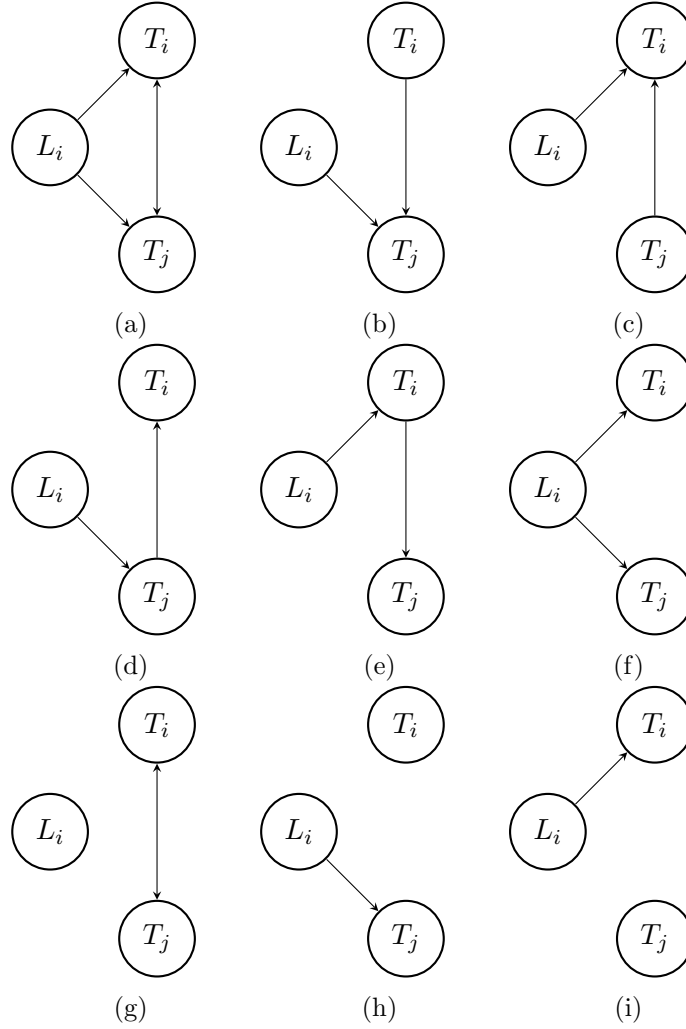 T_i T_i T_i
L_i L_i L_i
T_j T_j T_j
(a) (b) (c)
T_i T_i T_i
L_i L_i L_i
T_j T_j T_j
(d) (e) (f)
T_i T_i T_i
L_i L_i L_i
T_j T_j T_j
(g) (h) (i)